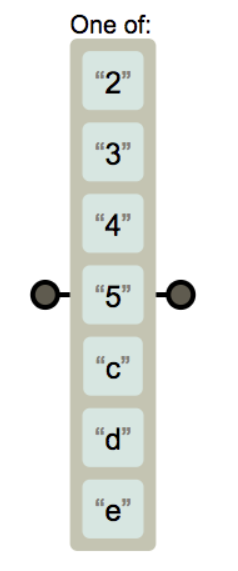 One of:
“2”
“3”
“4”
“5”
“c”
“d”
“e”